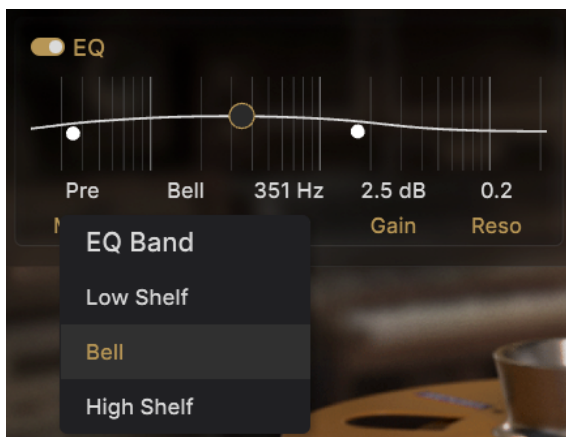 EQ
Pre Bell 351 Hz 2.5 dB 0.2
Gain Reso
EQ Band
Low Shelf
Bell
High Shelf